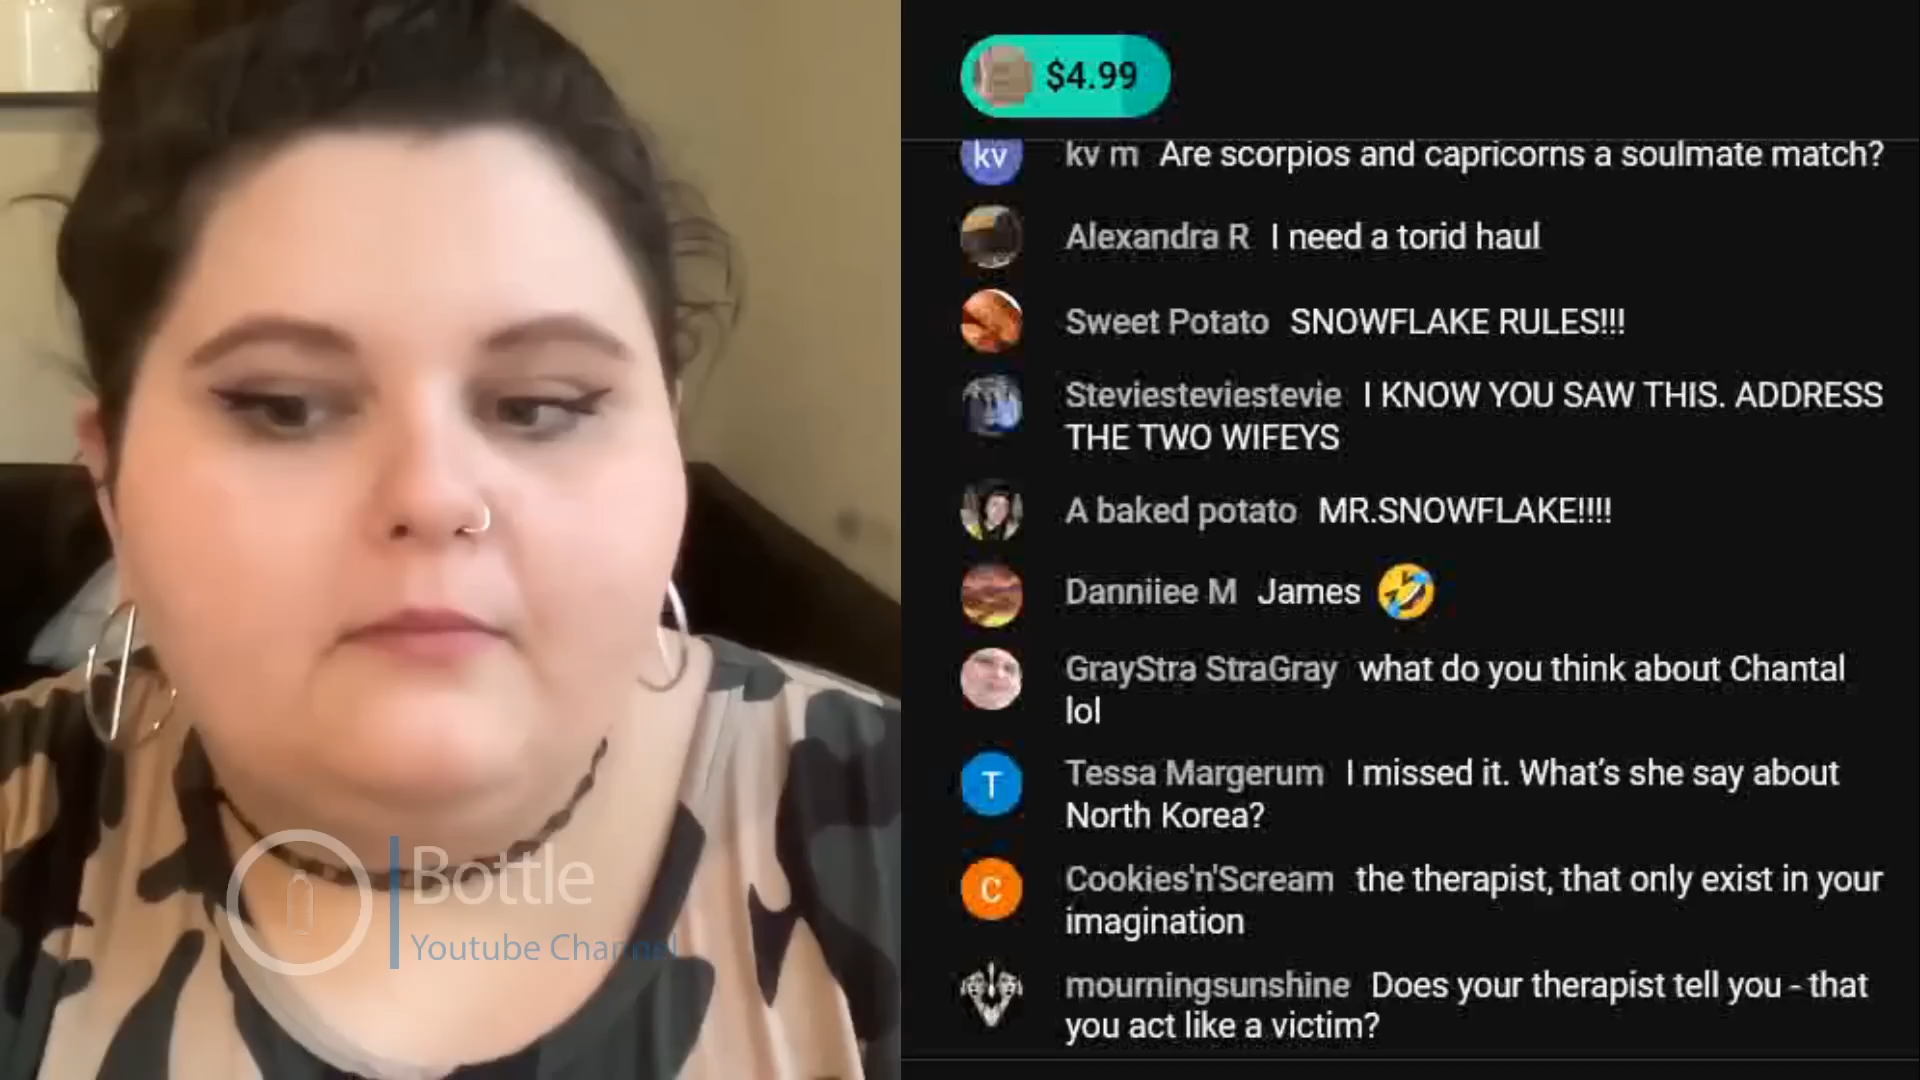 $4.99
kv
kv m Are scorpios and capricorns a soulmate match?
Alexandra R I need a torid haul
Sweet Potato SNOWFLAKE RULES!!!
Steviesteviestevie I KNOW YOU SAW THIS. ADDRESS
THE TWO WIFEYS
A baked potato MR.SNOWFLAKE!!!!
Danniiee M James 🤣
GrayStra StraGray what do you think about Chantal
lol
T
Tessa Margerum I missed it. What's she say about
North Korea?
C
Cookies'n'Scream the therapist, that only exist in your
imagination
mourningsunshine Does your therapist tell you - that
you act like a victim?
Bottle
Youtube Channel